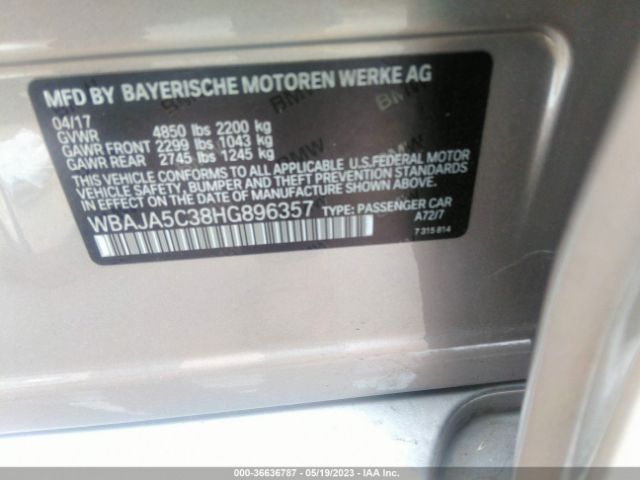 MFD BY BAYERISCHE MOTOREN WERKE AG
04/17
GVWR 4850 lbs 2200 kg
GAWR FRONT 2299 lbs 1043 kg
GAWR REAR 2745 lbs 1245 kg
THIS VEHICLE CONFORMS TO ALL APPLICABLE U.S.FEDERAL MOTOR
VEHICLE SAFETY, BUMPER AND THEFT PREVENTION STANDARDS
IN EFFECT ON THE DATE OF MANUFACTURE SHOWN ABOVE.
WBAJA5C38HG896357 TYPE: PASSENGER CAR
A72/7
7 315 814
000-36636787 - 05/19/2023 - IAA Inc.